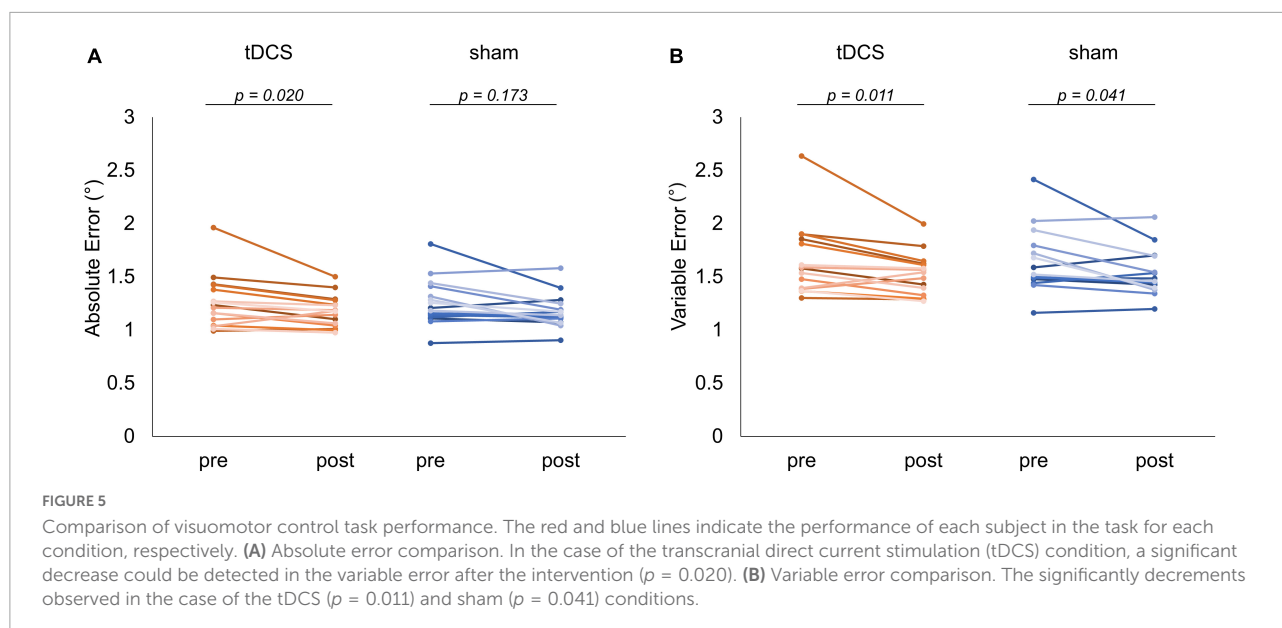 A tDCS sham
p = 0.020 p = 0.173
3
2.5
2
1.5
1
0.5
0
Absolute Error (°)
pre post pre post
B tDCS sham
p = 0.011 p = 0.041
3
2.5
2
1.5
1
0.5
0
Variable Error (°)
pre post pre post
FIGURE 5
Comparison of visuomotor control task performance. The red and blue lines indicate the performance of each subject in the task for each
condition, respectively. (A) Absolute error comparison. In the case of the transcranial direct current stimulation (tDCS) condition, a significant
decrease could be detected in the variable error after the intervention (p = 0.020). (B) Variable error comparison. The significantly decrements
observed in the case of the tDCS (p = 0.011) and sham (p = 0.041) conditions.